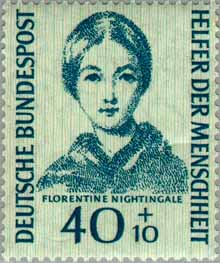 DEUTSCHE BUNDESPOST
HELFER DER MENSCHHEIT
FLORENTINE NIGHTINGALE
40 + 10